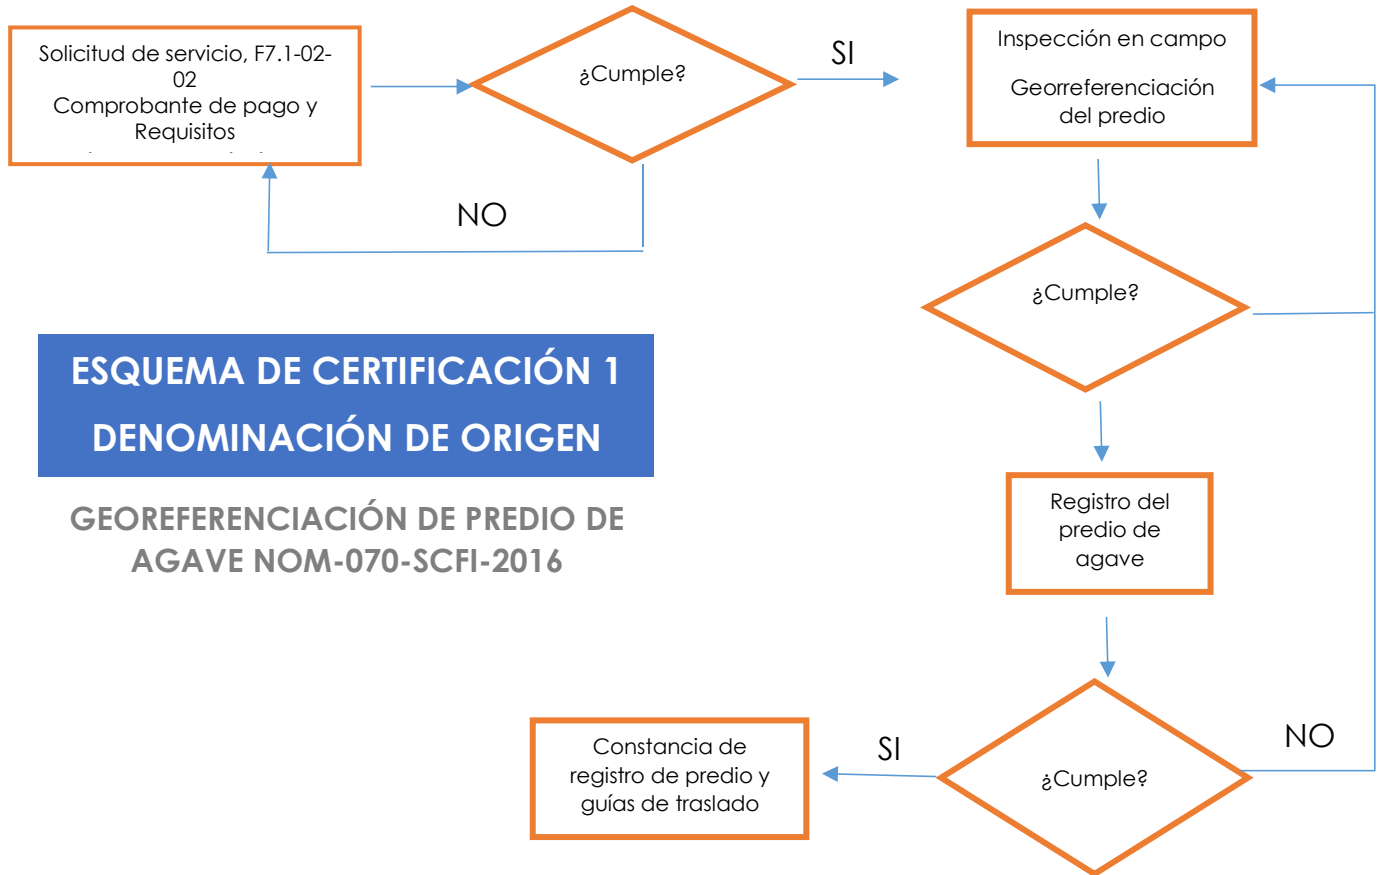 Solicitud de servicio, F7.1-02-
02
Comprobante de pago y
Requisitos
¿Cumple?
SI
NO
Inspección en campo
Georreferenciación
del predio
¿Cumple?
ESQUEMA DE CERTIFICACIÓN 1
DENOMINACIÓN DE ORIGEN
GEOREFERENCIACIÓN DE PREDIO DE
AGAVE NOM-070-SCFI-2016
Registro del
predio de
agave
¿Cumple?
NO
SI
Constancia de
registro de predio y
guías de traslado